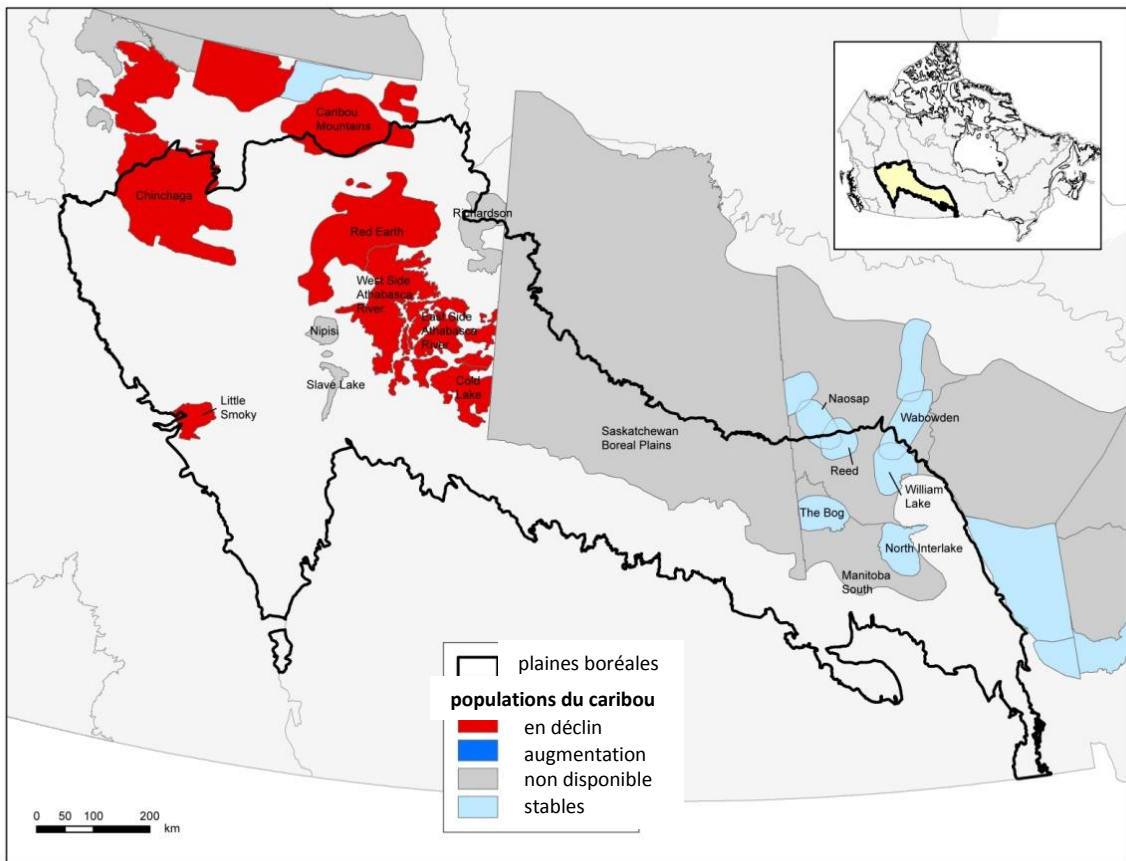 Caribou
Mountains
Chinchaga
Richardson
Red Earth
West Side
Athabasca
River
East Side
Athabasca
River
Nipisi
Slave Lake
Cold
Lake
Little
Smoky
Naosap
Wabowden
Saskatchewan
Boreal Plains
Reed
William
Lake
The Bog
North Interlake
Manitoba
South
plaines boréales
populations du caribou
en déclin
augmentation
non disponible
stables
0 50 100 200
km